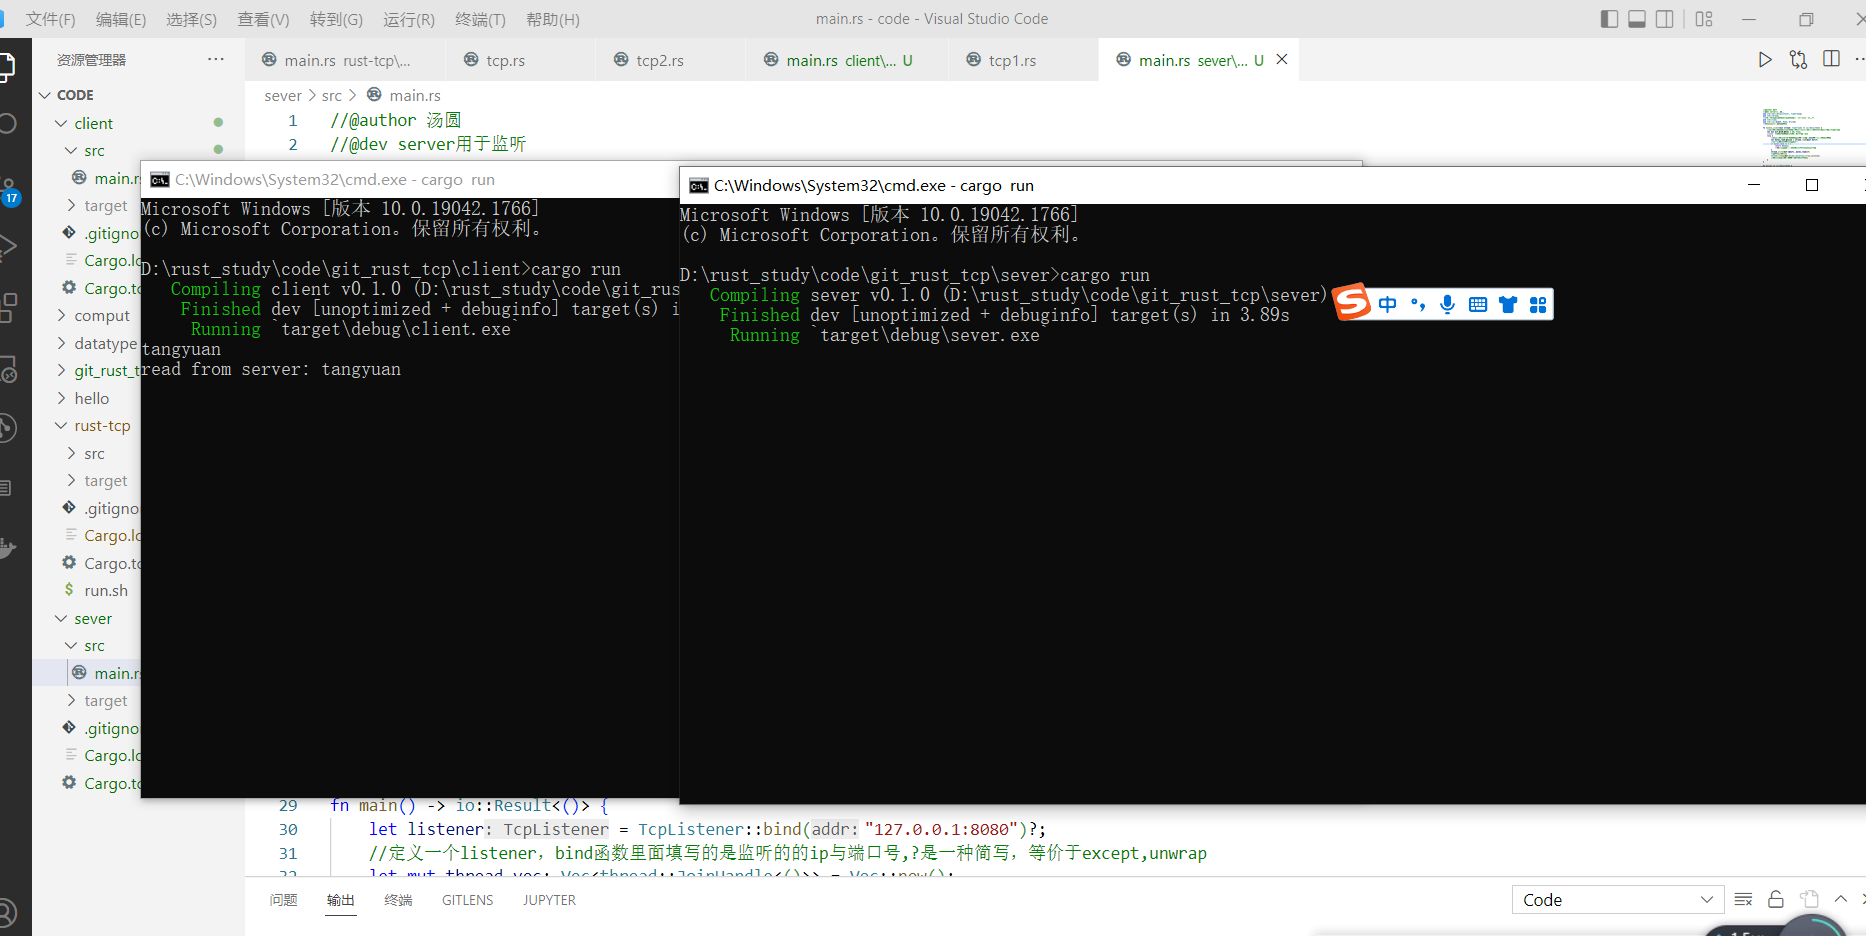 文件(F) 编辑(E) 选择(S) 查看(V) 转到(G) 运行(R) 终端(T) 帮助(H) main.rs - code - Visual Studio Code
资源管理器 ···
main.rs rust-tcp\... tcp.rs tcp2.rs main.rs client\... U tcp1.rs main.rs sever\... U
sever > src > main.rs
CODE
client
src
main.rs
target
.gitigno
Cargo.lo
Cargo.to
comput
datatype
git_rust_t
hello
rust-tcp
src
target
.gitigno
Cargo.lo
Cargo.to
run.sh
sever
src
main.rs
target
.gitigno
Cargo.lo
Cargo.to
17
1 //@author 汤圆
2 //@dev server用于监听
C:\Windows\System32\cmd.exe - cargo run
Microsoft Windows [版本 10.0.19042.1766]
(c) Microsoft Corporation。保留所有权利。
D:\rust_study\code\git_rust_tcp\client>cargo run
Compiling client v0.1.0 (D:\rust_study\code\git_rus
Finished dev [unoptimized + debuginfo] target(s) i
Running `target\debug\client.exe`
tangyuan
read from server: tangyuan
C:\Windows\System32\cmd.exe - cargo run
Microsoft Windows [版本 10.0.19042.1766]
(c) Microsoft Corporation。保留所有权利。
D:\rust_study\code\git_rust_tcp\sever>cargo run
Compiling sever v0.1.0 (D:\rust_study\code\git_rust_tcp\sever)
Finished dev [unoptimized + debuginfo] target(s) in 3.89s
Running `target\debug\sever.exe`
中
29 fn main() -> io::Result<()> {
30 let listener: TcpListener = TcpListener::bind(addr: "127.0.0.1:8080")?;
31 //定义一个listener，bind函数里面填写的是监听的的ip与端口号,?是一种简写，等价于except,unwrap
32 let mut thread_vec: Vec<thread::JoinHandle<()>> = Vec::new();
问题 输出 终端 GITLENS JUPYTER Code